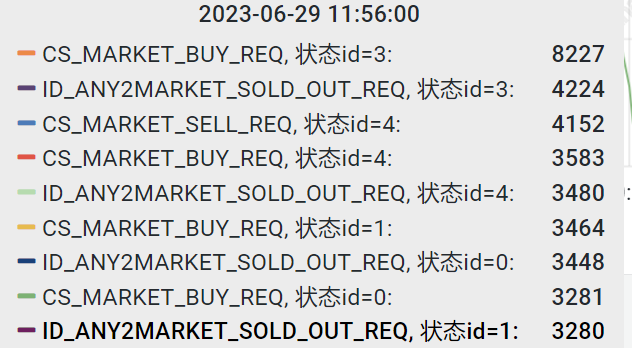 2023-06-29 11:56:00
CS_MARKET_BUY_REQ, 状态id=3: 8227
ID_ANY2MARKET_SOLD_OUT_REQ, 状态id=3: 4224
CS_MARKET_SELL_REQ, 状态id=4: 4152
CS_MARKET_BUY_REQ, 状态id=4: 3583
ID_ANY2MARKET_SOLD_OUT_REQ, 状态id=4: 3480
CS_MARKET_BUY_REQ, 状态id=1: 3464
ID_ANY2MARKET_SOLD_OUT_REQ, 状态id=0: 3448
CS_MARKET_BUY_REQ, 状态id=0: 3281
ID_ANY2MARKET_SOLD_OUT_REQ, 状态id=1: 3280